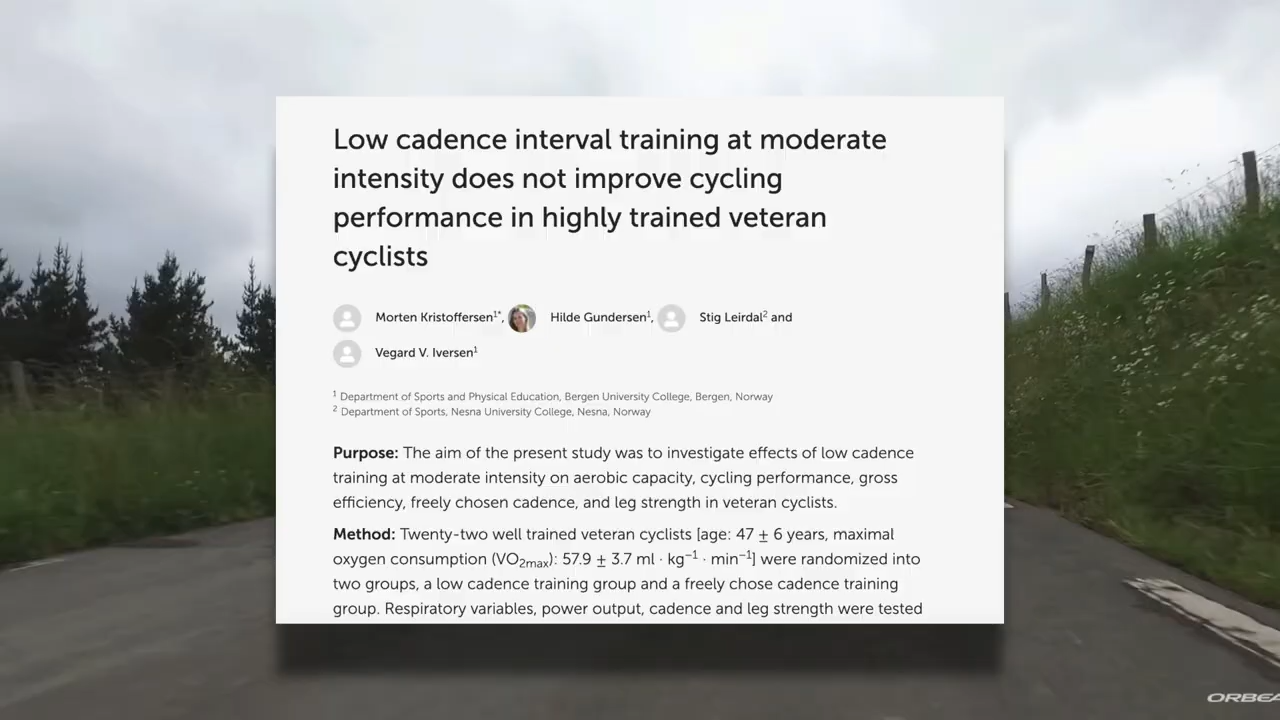 Low cadence interval training at moderate
intensity does not improve cycling
performance in highly trained veteran
cyclists
Morten Kristoffersen¹*, Hilde Gundersen¹, Stig Leirdal² and
Vegard V. Iversen¹
¹ Department of Sports and Physical Education, Bergen University College, Bergen, Norway
² Department of Sports, Nesna University College, Nesna, Norway
Purpose: The aim of the present study was to investigate effects of low cadence
training at moderate intensity on aerobic capacity, cycling performance, gross
efficiency, freely chosen cadence, and leg strength in veteran cyclists.
Method: Twenty-two well trained veteran cyclists [age: 47 ± 6 years, maximal
oxygen consumption (VO₂max): 57.9 ± 3.7 ml · kg⁻¹ · min⁻¹] were randomized into
two groups, a low cadence training group and a freely chose cadence training
group. Respiratory variables, power output, cadence and leg strength were tested
ORBEA